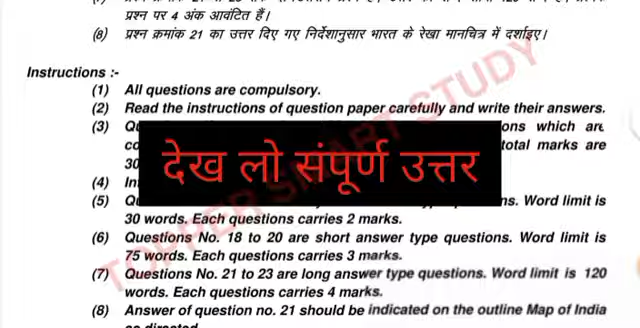 प्रश्न पर 4 अंक आवंटित हैं।
(8) प्रश्न क्रमांक 21 का उत्तर दिए गए निर्देशानुसार भारत के रेखा मानचित्र में दर्शाइए।
Instructions :-
(1) All questions are compulsory.
(2) Read the instructions of question paper carefully and write their answers.
(3) ons which are
total marks are
30
(4)
(5) ns. Word limit is
30 words. Each questions carries 2 marks.
(6) Questions No. 18 to 20 are short answer type questions. Word limit is
75 words. Each questions carries 3 marks.
(7) Questions No. 21 to 23 are long answer type questions. Word limit is 120
words. Each questions carries 4 marks.
(8) Answer of question no. 21 should be indicated on the outline Map of India
as directed.
देख लो संपूर्ण उत्तर
TOPPER SMART STUDY